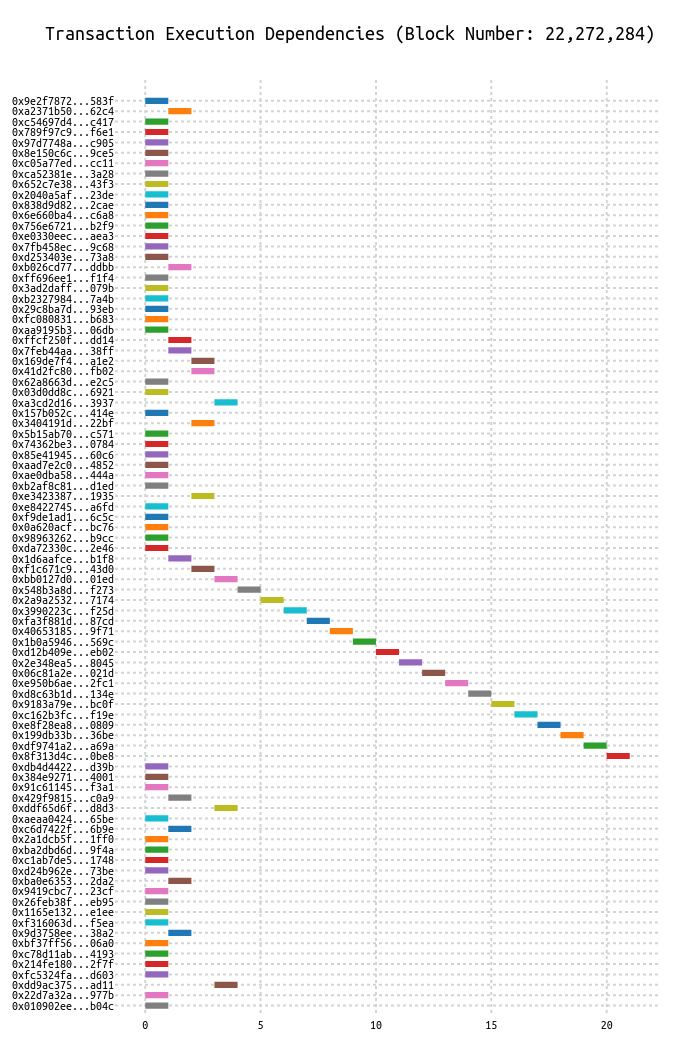 Transaction Execution Dependencies (Block Number: 22,272,284)
0x9e2f7872...583f
0xa2371b50...62c4
0xc54697d4...c417
0x789f97c9...f6e1
0x97d7748a...c905
0x8e150c6c...9ce5
0xc05a77ed...cc11
0xca52381e...3a28
0x652c7e38...43f3
0x2040a5af...23de
0x838d9d82...2cae
0x6e660ba4...c6a8
0x756e6721...b2f9
0xe0330eec...aea3
0x7fb458ec...9c68
0xd253403e...73a8
0xb026cd77...ddbb
0xff696ee1...f1f4
0x3ad2daff...079b
0xb2327984...7a4b
0x29c8ba7d...93eb
0xfc080831...b683
0xaa9195b3...06db
0xffcf250f...dd14
0x7feb44aa...38ff
0x169de7f4...a1e2
0x41d2fc80...fb02
0x62a8663d...e2c5
0x03d0dd8c...6921
0xa3cd2d16...3937
0x157b052c...414e
0x3404191d...22bf
0x5b15ab70...c571
0x74362be3...0784
0x85e41945...60c6
0xaad7e2c0...4852
0xae0dba58...444a
0xb2af8c81...d1ed
0xe3423387...1935
0xe8422745...a6fd
0xf9de1ad1...6c5c
0x0a620acf...bc76
0x98963262...b9cc
0xda72330c...2e46
0x1d6aafce...b1f8
0xf1c671c9...43d0
0xbb0127d0...01ed
0x548b3a8d...f273
0x2a9a2532...7174
0x3990223c...f25d
0xfa3f881d...87cd
0x40653185...9f71
0x1b0a5946...569c
0xd12b409e...eb02
0x2e348ea5...8045
0x06c81a2e...021d
0xe950b6ae...2fc1
0xd8c63b1d...134e
0x9183a79e...bc0f
0xc162b3fc...f19e
0xe8f28ea8...0809
0x199db33b...36be
0xdf9741a2...a69a
0x8f313d4c...0be8
0xdb4d4422...d39b
0x384e9271...4001
0x91c61145...f3a1
0x429f9815...c0a9
0xddf65d6f...d8d3
0xaeaa0424...65be
0xc6d7422f...6b9e
0x2a1dcb5f...1ff0
0xba2dbd6d...9f4a
0xc1ab7de5...1748
0xd24b962e...73be
0xba0e6353...2da2
0x9419cbc7...23cf
0x26feb38f...eb95
0x1165e132...e1ee
0xf316063d...f5ea
0x9d3758ee...38a2
0xbf37ff56...06a0
0xc78d11ab...4193
0x214fe180...2f7f
0xfc5324fa...d603
0xdd9ac375...ad11
0x22d7a32a...977b
0x010902ee...b04c
0 5 10 15 20